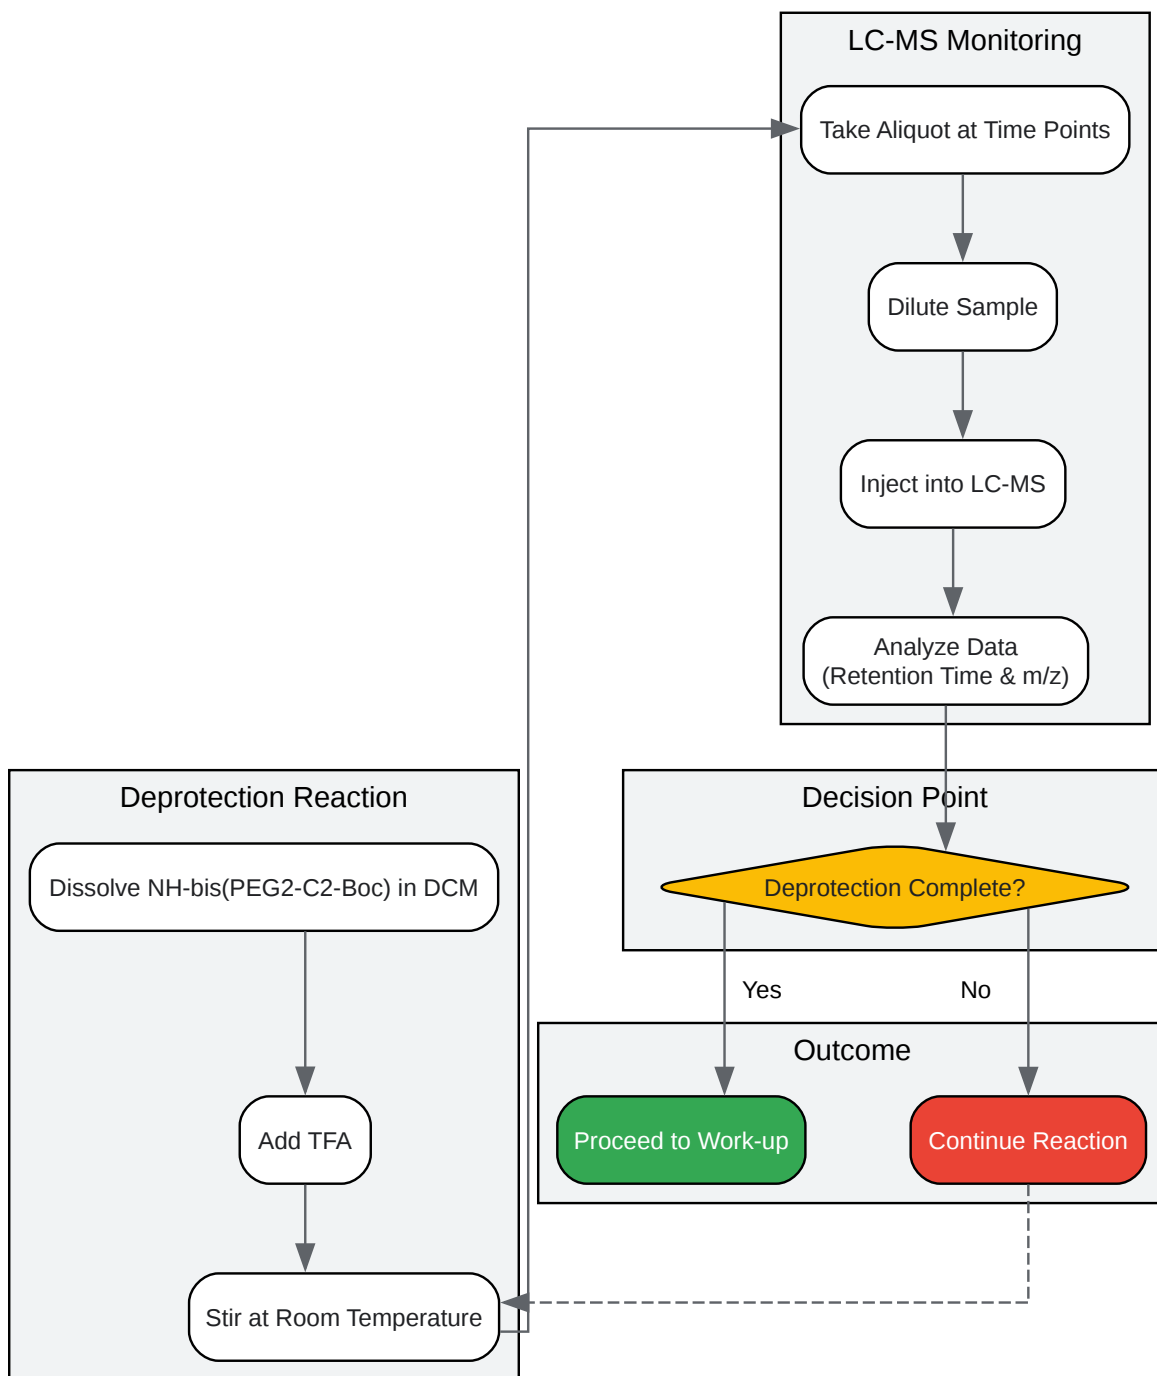 LC-MS Monitoring
Take Aliquot at Time Points
Dilute Sample
Inject into LC-MS
Analyze Data
(Retention Time & m/z)
Deprotection Reaction
Dissolve NH-bis(PEG2-C2-Boc) in DCM
Add TFA
Stir at Room Temperature
Decision Point
Deprotection Complete?
Yes
No
Outcome
Proceed to Work-up
Continue Reaction